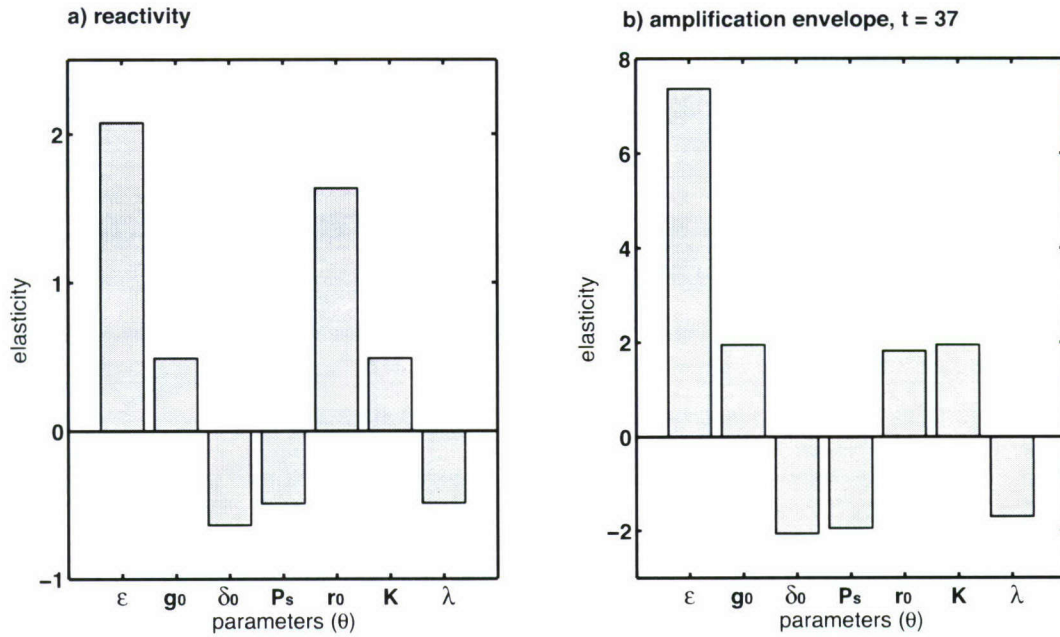 a) reactivity
2
1
0
−1
elasticity
ε g₀ δ₀ Pₛ r₀ K λ
parameters (θ)
b) amplification envelope, t = 37
8
6
4
2
0
−2
elasticity
ε g₀ δ₀ Pₛ r₀ K λ
parameters (θ)